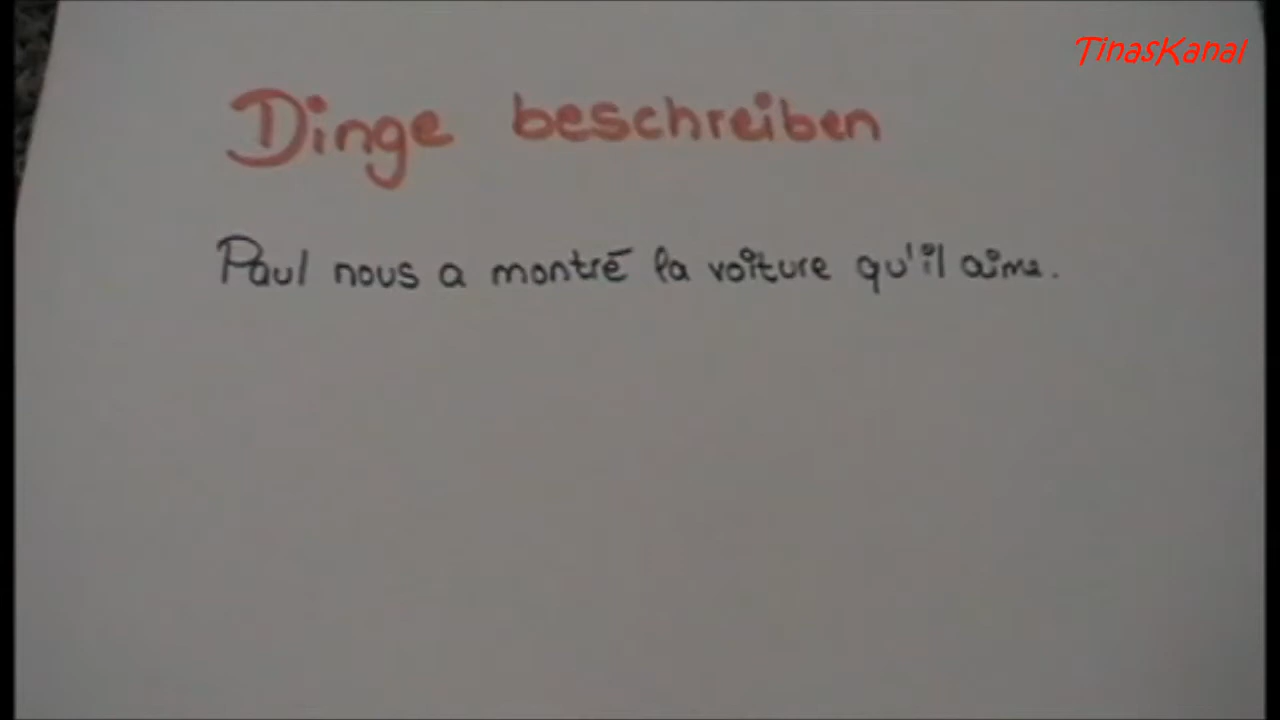 TinasKanal
Dinge beschreiben
Paul nous a montré la voiture qu'il aime.